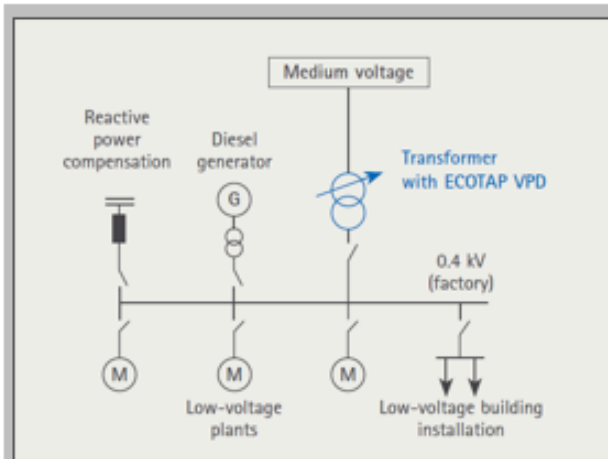 Medium voltage
Reactive
power
compensation
Diesel
generator
Transformer
with ECOTAP VPD
G
0.4 kV
(factory)
M
M
M
Low-voltage
plants
Low-voltage building
installation